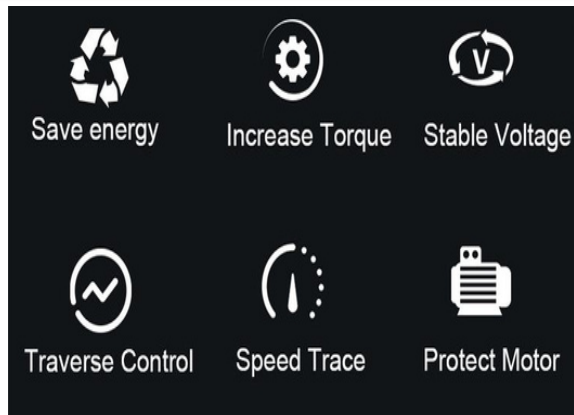 Save energy
Increase Torque
Stable Voltage
V
Traverse Control
Speed Trace
Protect Motor